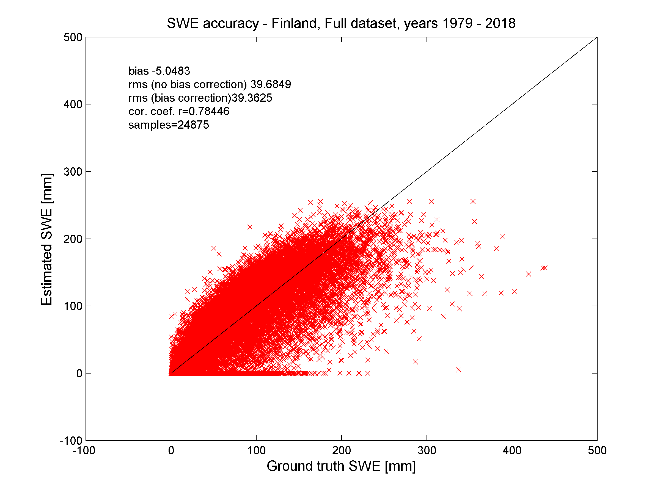 SWE accuracy - Finland, Full dataset, years 1979 - 2018
bias -5.0483
rms (no bias correction) 39.6849
rms (bias correction)39.3625
cor. coef. r=0.78446
samples=24875
Estimated SWE [mm]
500
400
300
200
100
0
-100
-100 0 100 200 300 400 500
Ground truth SWE [mm]